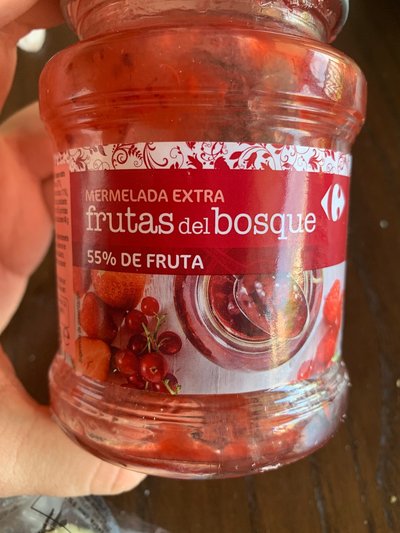 MERMELADA EXTRA
frutas del bosque
55% DE FRUTA